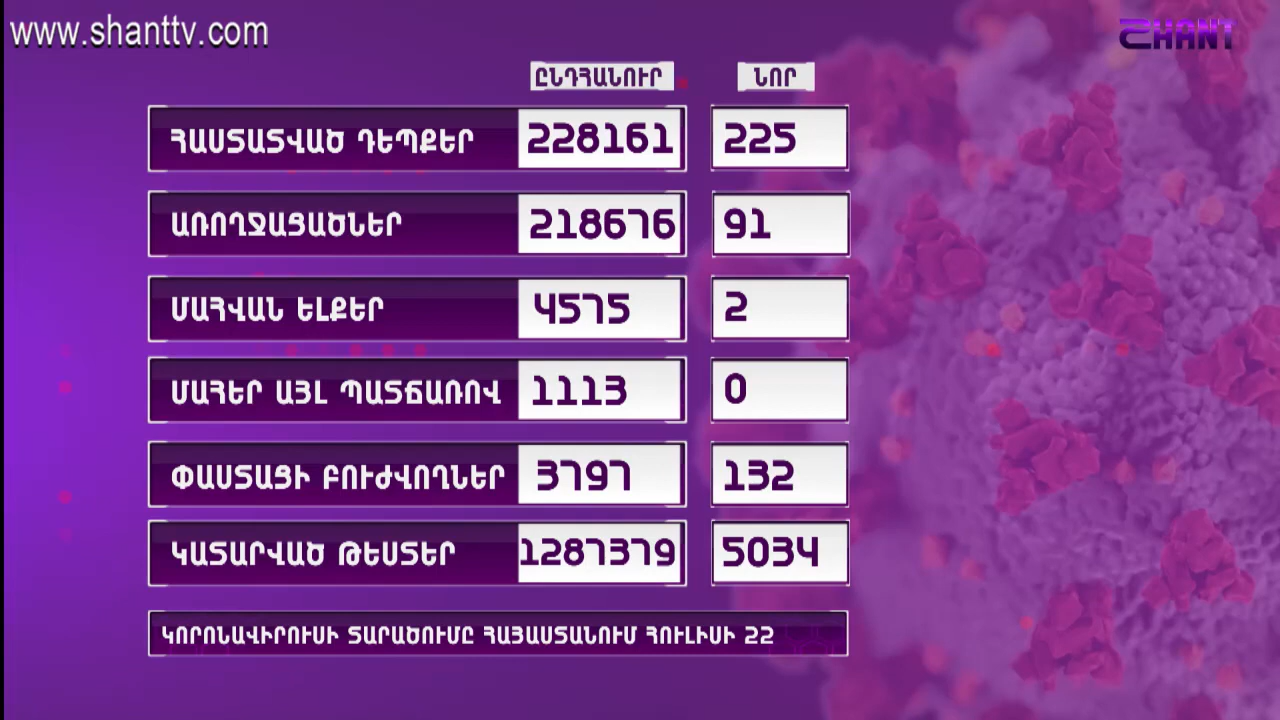 www.shanttv.com
SHANT
ԸՆԴՀԱՆՈՒՐ ՆՈՐ
ՀԱՍՏԱՏՎԱԾ ԴԵՊՔԵՐ 228161 225
ԱՌՈՂՋԱՑԱԾՆԵՐ 218676 91
ՄԱՀՎԱՆ ԵԼՔԵՐ 4575 2
ՄԱՀԵՐ ԱՅԼ ՊԱՏՃԱՌՈՎ 1113 0
ՓԱՍՏԱՑԻ ԲՈՒԺՎՈՂՆԵՐ 3797 132
ԿԱՏԱՐՎԱԾ ԹԵՍՏԵՐ 1287379 5034
ԿՈՐՈՆԱՎԻՐՈՒՍԻ ՏԱՐԱԾՈՒՄԸ ՀԱՅԱՍՏԱՆՈՒՄ ՀՈՒԼԻՍԻ 22